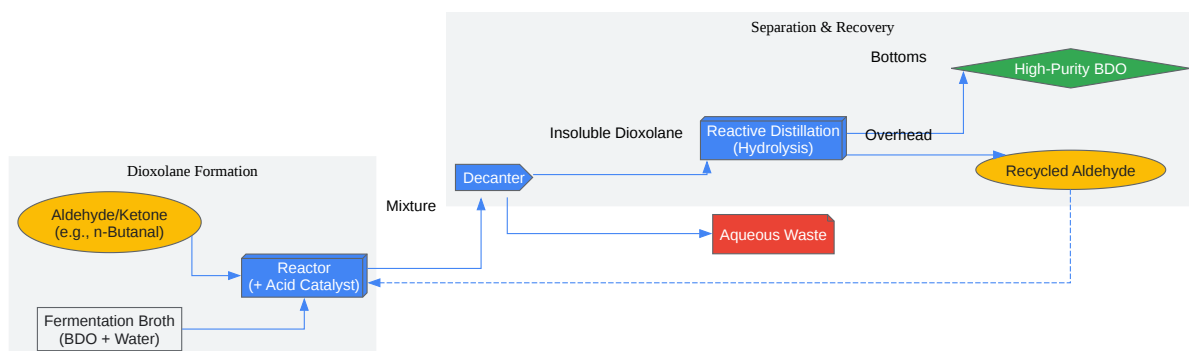 Separation & Recovery
Bottoms
High-Purity BDO
Insoluble Dioxolane
Reactive Distillation
(Hydrolysis)
Overhead
Dioxolane Formation
Decanter
Recycled Aldehyde
Mixture
Aldehyde/Ketone
(e.g., n-Butanal)
Aqueous Waste
Reactor
(+ Acid Catalyst)
Fermentation Broth
(BDO + Water)